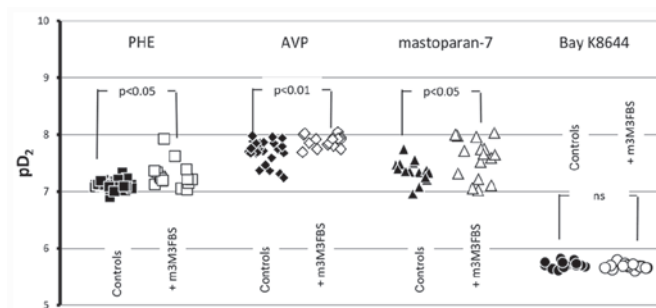 10
9
8
7
6
5
pD2
PHE
AVP
mastoparan-7
Bay K8644
p<0.05
p<0.01
p<0.05
ns
Controls
+ m3M3FBS
Controls
+ m3M3FBS
Controls
+ m3M3FBS
Controls
+ m3M3FBS